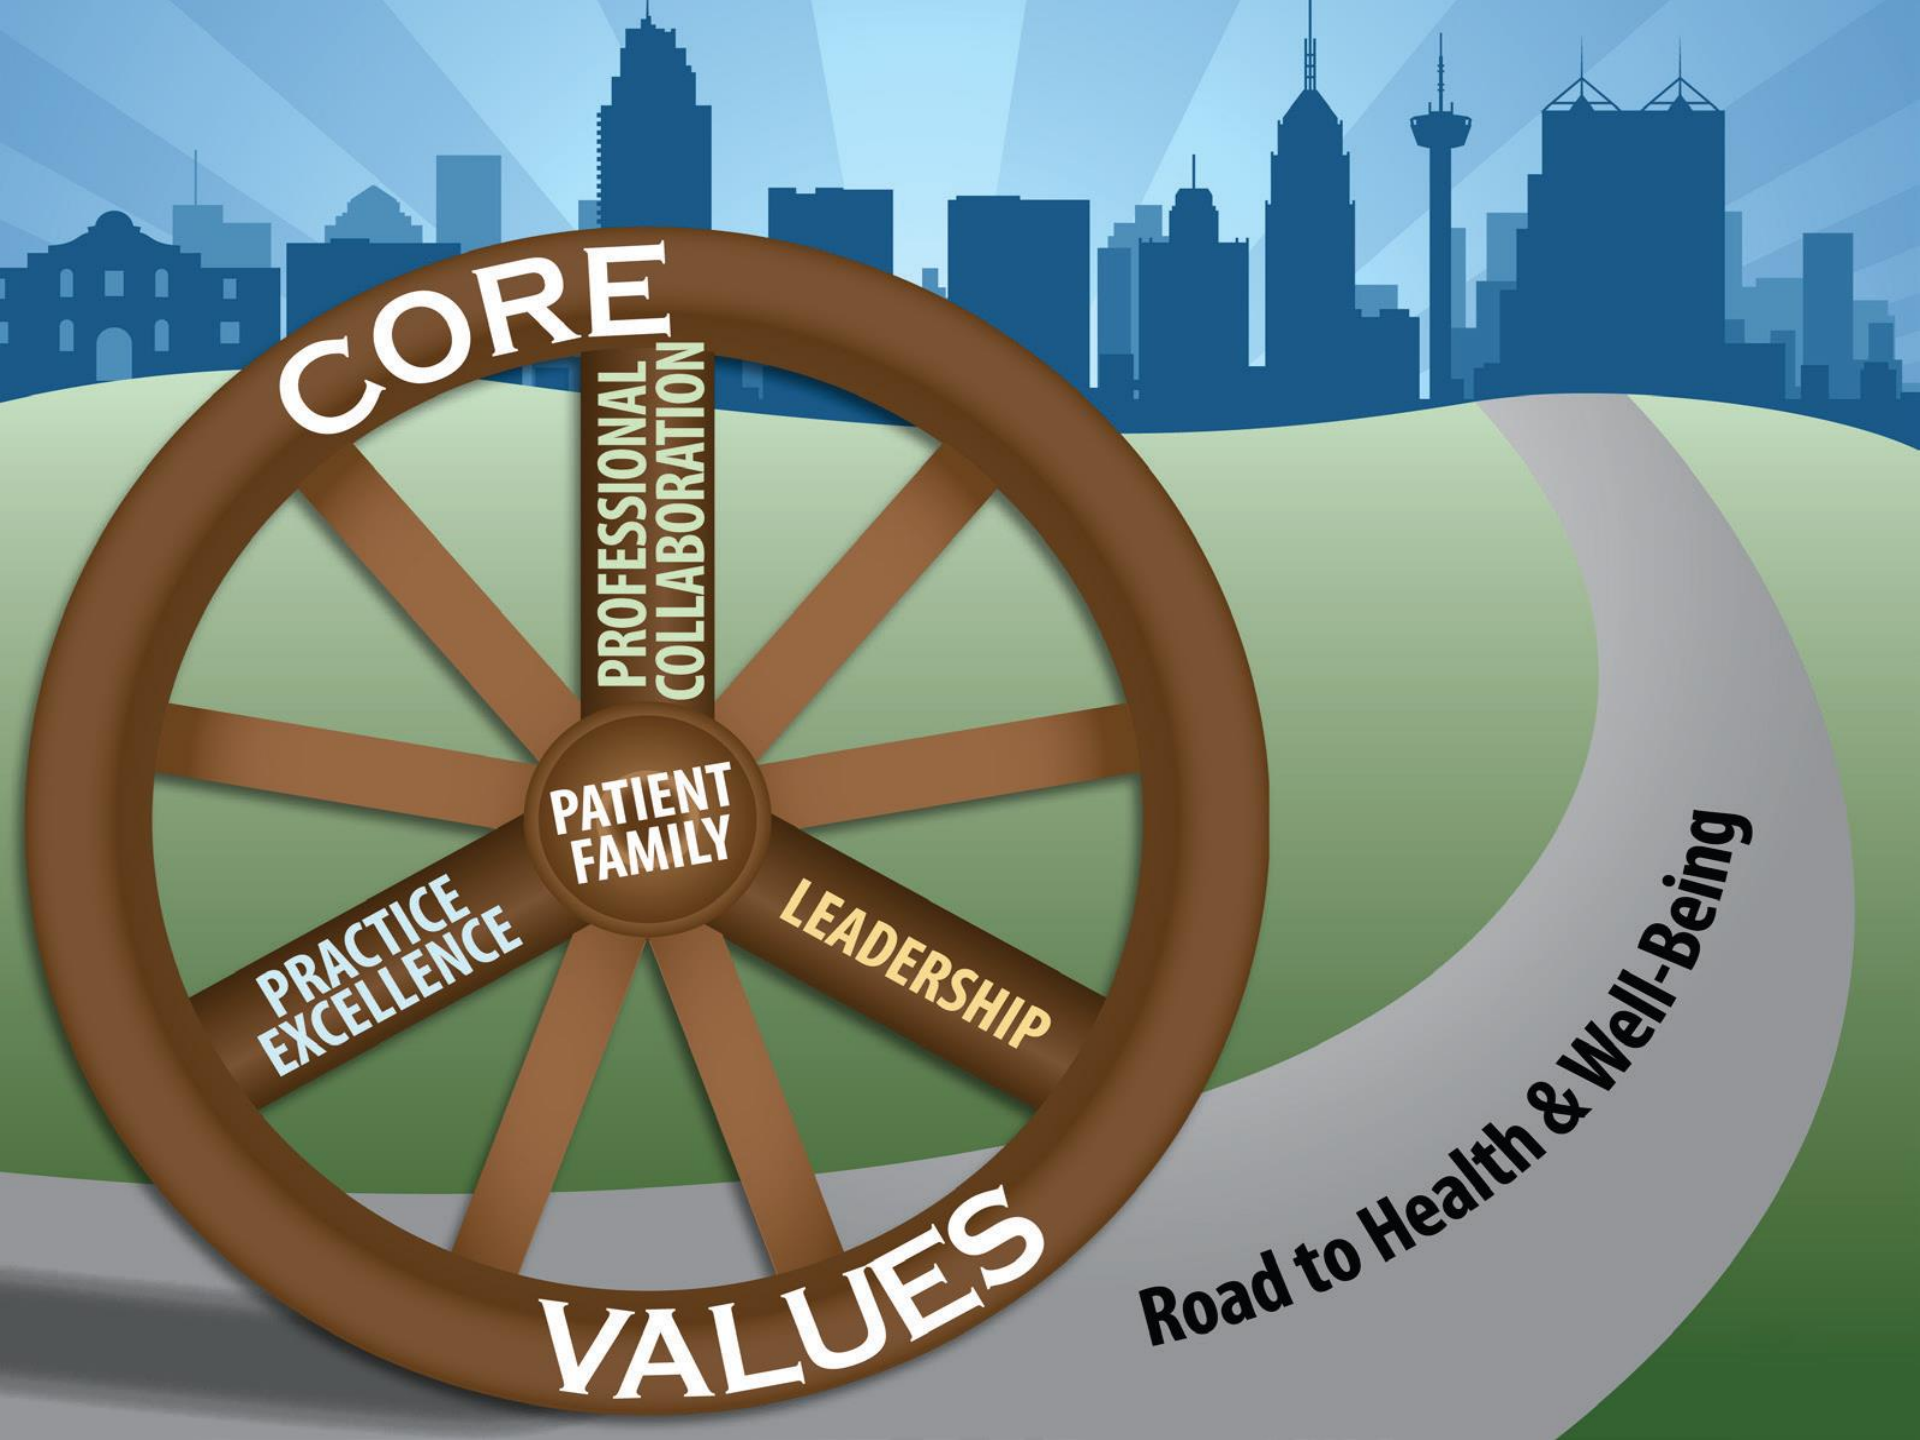 CORE
PROFESSIONAL
COLLABORATION
PATIENT
FAMILY
PRACTICE
EXCELLENCE
LEADERSHIP
VALUES
Road to Health & Well-Being